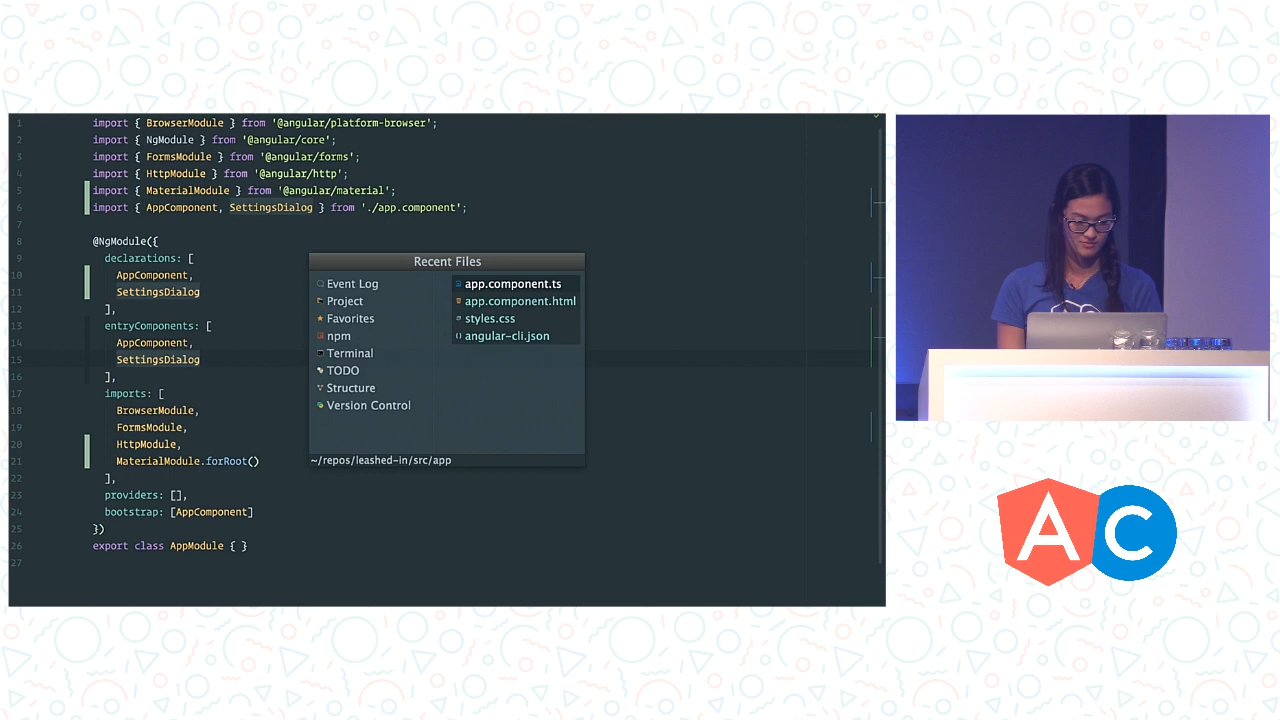 1 import { BrowserModule } from '@angular/platform-browser';
2 import { NgModule } from '@angular/core';
3 import { FormsModule } from '@angular/forms';
4 import { HttpModule } from '@angular/http';
5 import { MaterialModule } from '@angular/material';
6 import { AppComponent, SettingsDialog } from './app.component';
7
8 @NgModule({
9 declarations: [
10 AppComponent,
11 SettingsDialog
12 ],
13 entryComponents: [
14 AppComponent,
15 SettingsDialog
16 ],
17 imports: [
18 BrowserModule,
19 FormsModule,
20 HttpModule,
21 MaterialModule.forRoot()
22 ],
23 providers: [],
24 bootstrap: [AppComponent]
25 })
26 export class AppModule { }
27
Recent Files
Event Log
Project
Favorites
npm
Terminal
TODO
Structure
Version Control
app.component.ts
app.component.html
styles.css
angular-cli.json
~/repos/leashed-in/src/app
AC